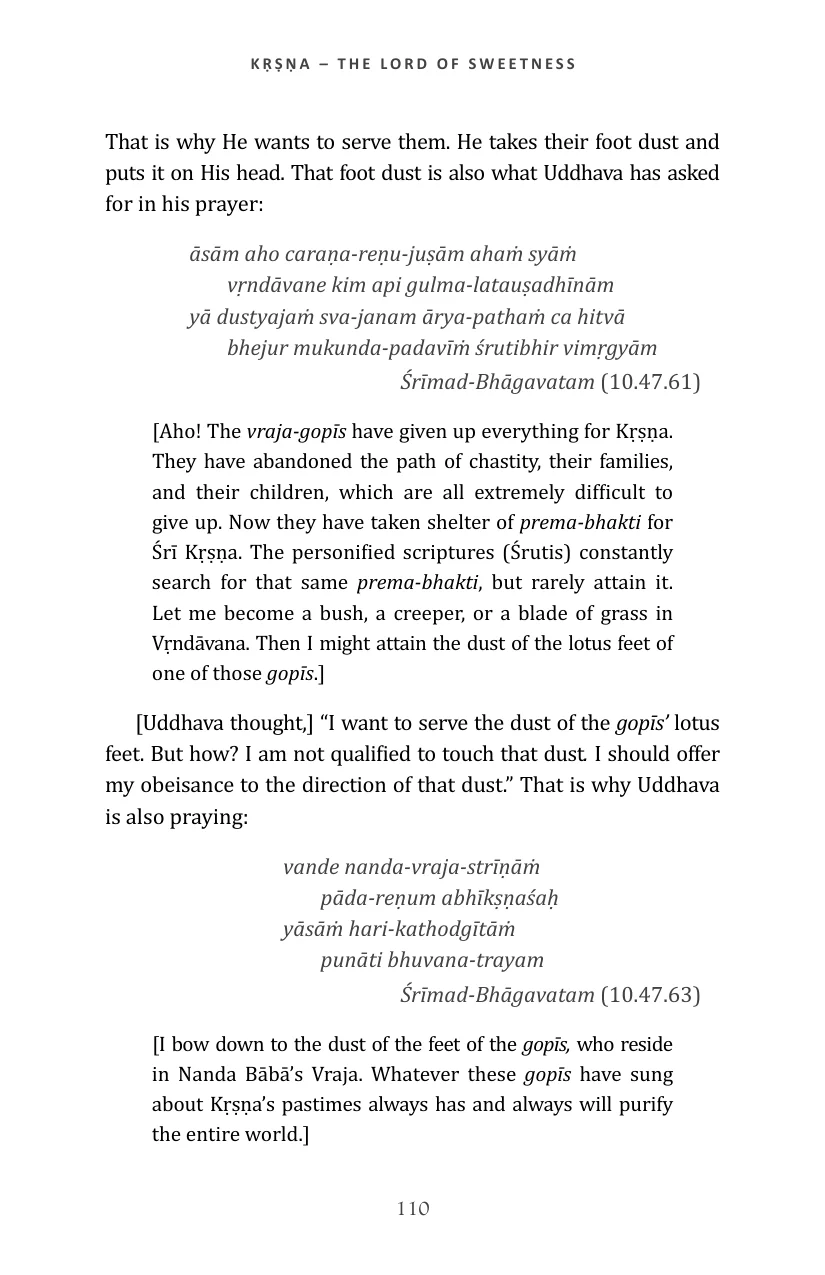 KṚṢṆA – THE LORD OF SWEETNESS
That is why He wants to serve them. He takes their foot dust and
puts it on His head. That foot dust is also what Uddhava has asked
for in his prayer:
āsām aho caraṇa-reṇu-juṣām ahaṁ syāṁ
vṛndāvane kim api gulma-latauṣadhīnām
yā dustyajaṁ sva-janam ārya-pathaṁ ca hitvā
bhejur mukunda-padavīṁ śrutibhir vimṛgyām
Śrīmad-Bhāgavatam (10.47.61)
[Aho! The vraja-gopīs have given up everything for Kṛṣṇa.
They have abandoned the path of chastity, their families,
and their children, which are all extremely difficult to
give up. Now they have taken shelter of prema-bhakti for
Śrī Kṛṣṇa. The personified scriptures (Śrutis) constantly
search for that same prema-bhakti, but rarely attain it.
Let me become a bush, a creeper, or a blade of grass in
Vṛndāvana. Then I might attain the dust of the lotus feet of
one of those gopīs.]
[Uddhava thought,] “I want to serve the dust of the gopīs’ lotus
feet. But how? I am not qualified to touch that dust. I should offer
my obeisance to the direction of that dust.” That is why Uddhava
is also praying:
vande nanda-vraja-strīṇāṁ
pāda-reṇum abhīkṣṇaśaḥ
yāsāṁ hari-kathodgītāṁ
punāti bhuvana-trayam
Śrīmad-Bhāgavatam (10.47.63)
[I bow down to the dust of the feet of the gopīs, who reside
in Nanda Bābā’s Vraja. Whatever these gopīs have sung
about Kṛṣṇa’s pastimes always has and always will purify
the entire world.]
110